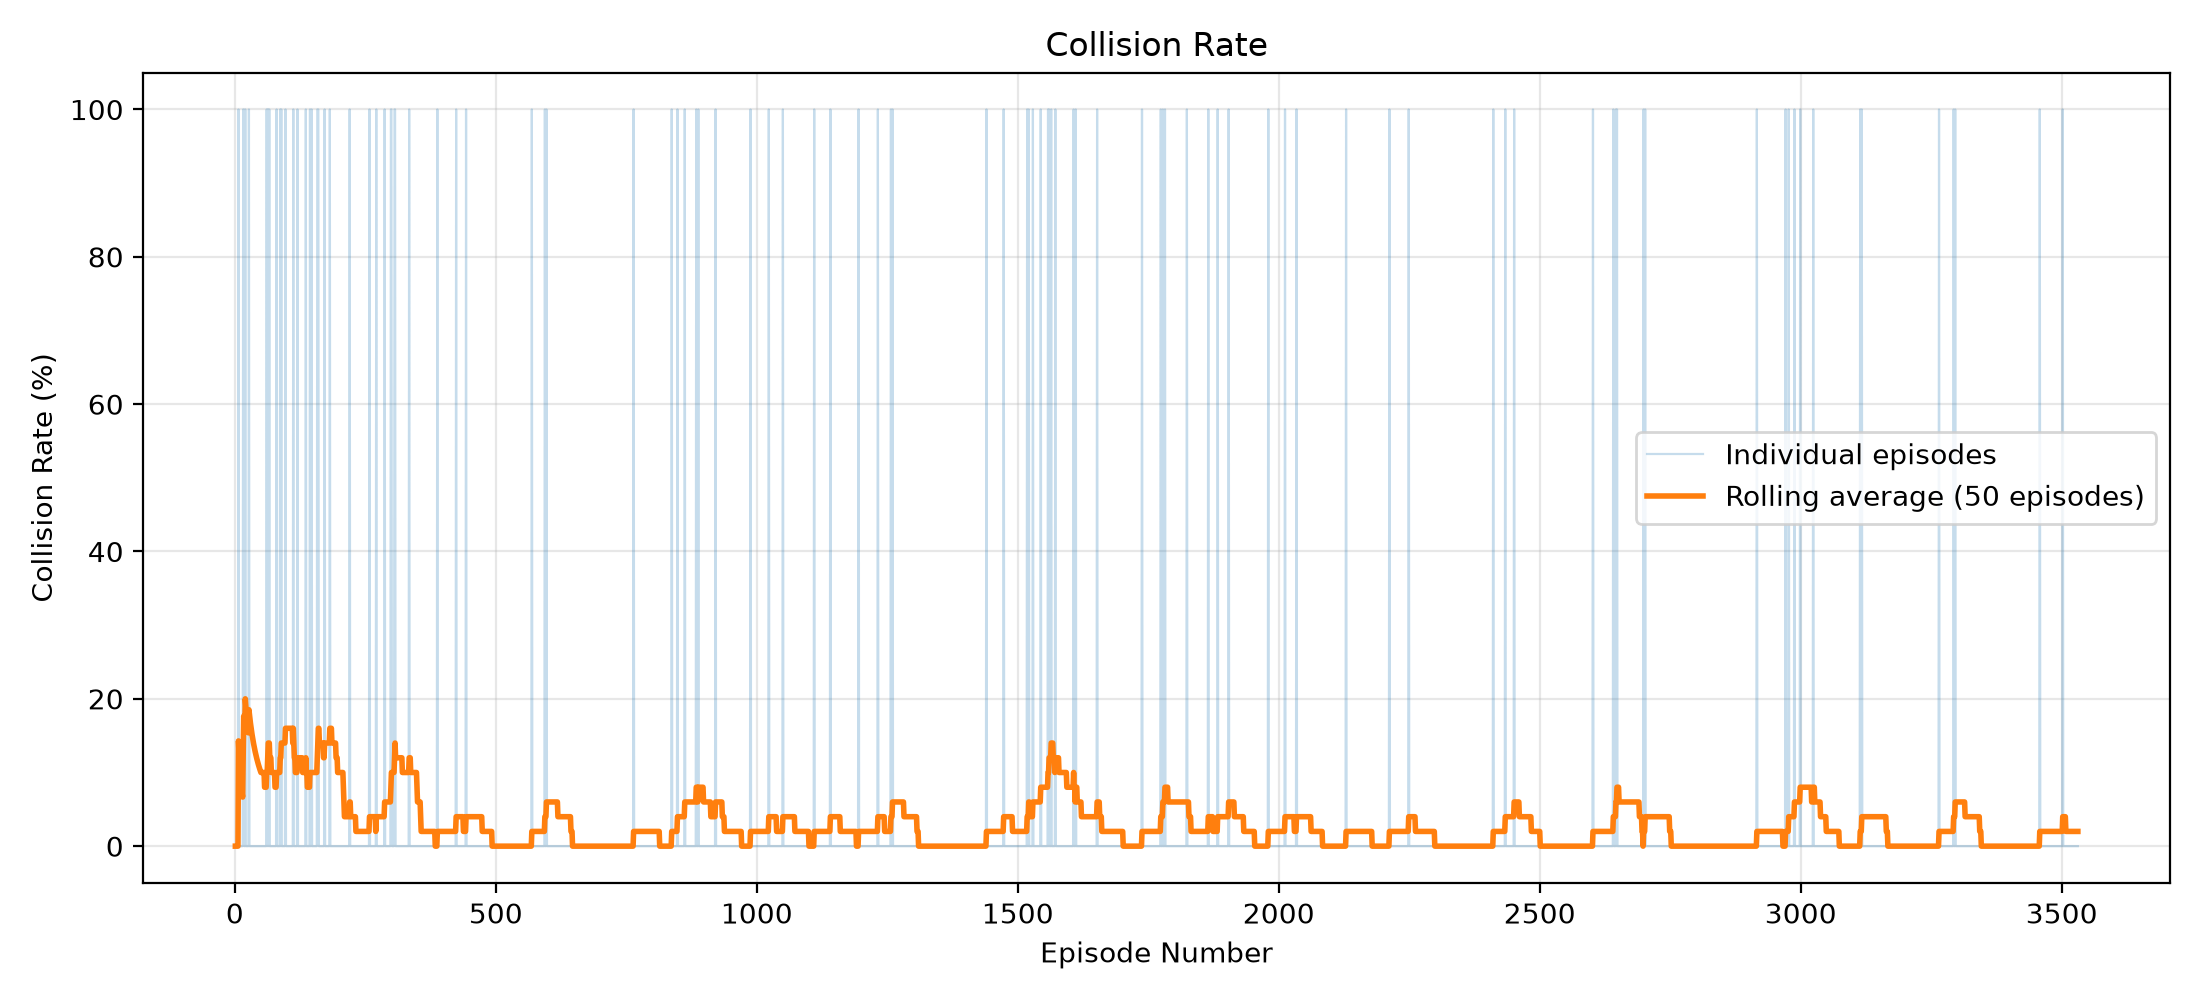 Collision Rate
100
80
60
40
20
0
Collision Rate (%)
Individual episodes
Rolling average (50 episodes)
0 500 1000 1500 2000 2500 3000 3500
Episode Number